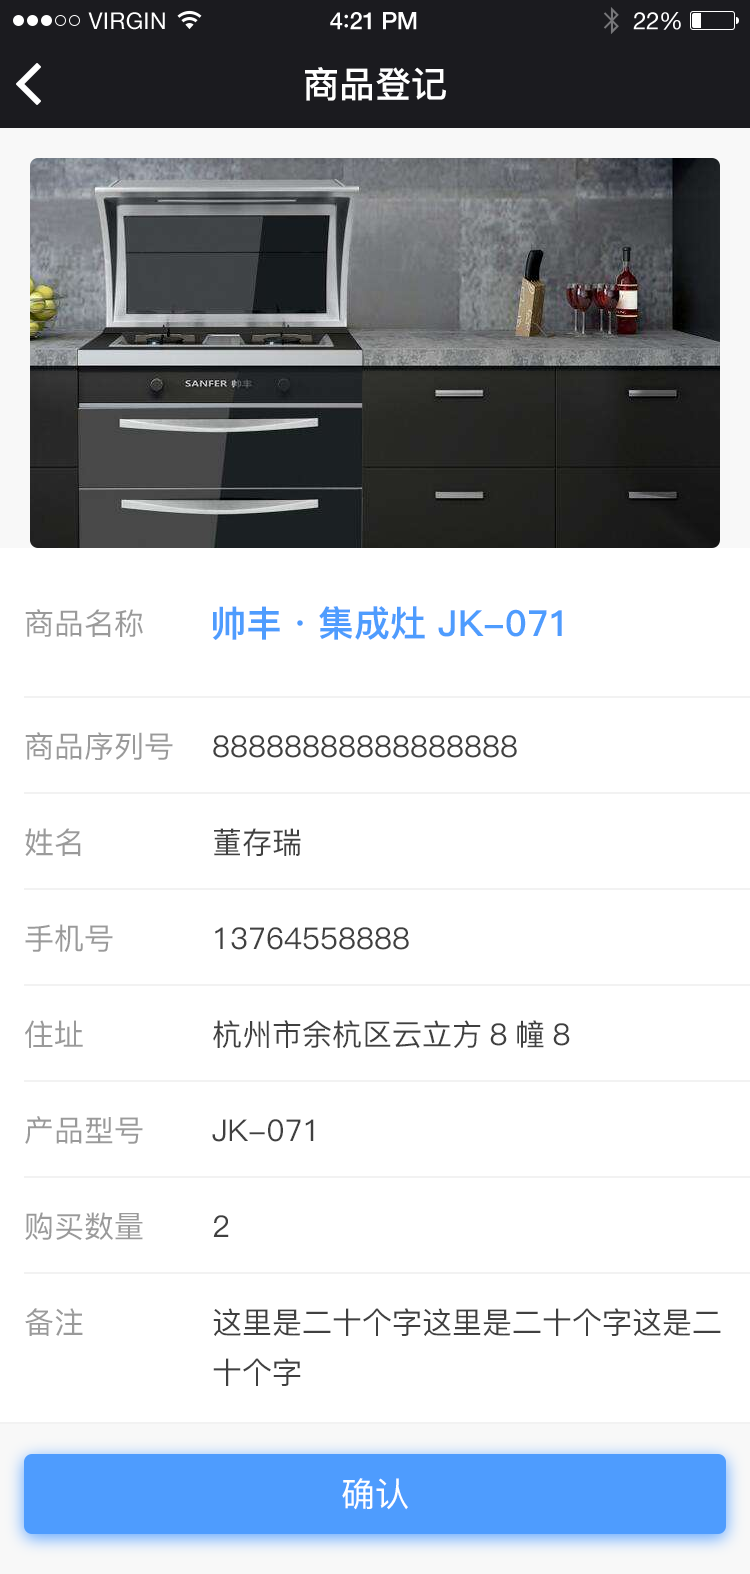 VIRGIN 4:21 PM 22%
商品登记
SANFER 帅丰
商品名称 帅丰 · 集成灶 JK-071
商品序列号 88888888888888888
姓名 董存瑞
手机号 13764558888
住址 杭州市余杭区云立方 8 幢 8
产品型号 JK-071
购买数量 2
备注 这里是二十个字这里是二十个字这是二
十个字
确认